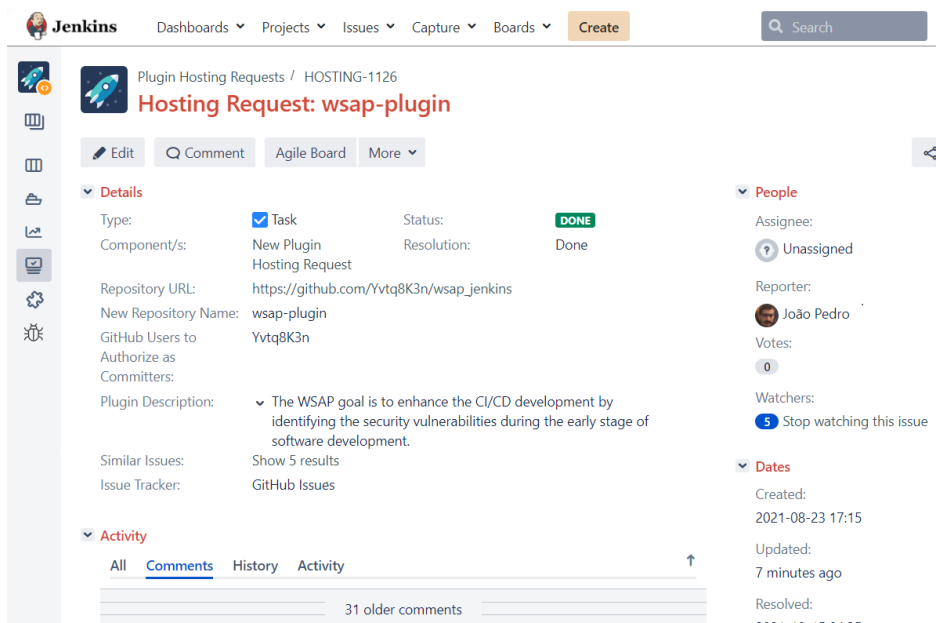 Jenkins Dashboards Projects Issues Capture Boards Create Search
Plugin Hosting Requests / HOSTING-1126
Hosting Request: wsap-plugin
Edit Comment Agile Board More
Details
Type: Task Status: DONE
Component/s: New Plugin Resolution: Done
Hosting Request
Repository URL: https://github.com/Yvtq8K3n/wsap_jenkins
New Repository Name: wsap-plugin
GitHub Users to Yvtq8K3n
Authorize as
Committers:
Plugin Description: The WSAP goal is to enhance the CI/CD development by
identifying the security vulnerabilities during the early stage of
software development.
Similar Issues: Show 5 results
Issue Tracker: GitHub Issues
Activity
All Comments History Activity
31 older comments
People
Assignee:
? Unassigned
Reporter:
João Pedro
Votes:
0
Watchers:
5 Stop watching this issue
Dates
Created:
2021-08-23 17:15
Updated:
7 minutes ago
Resolved: